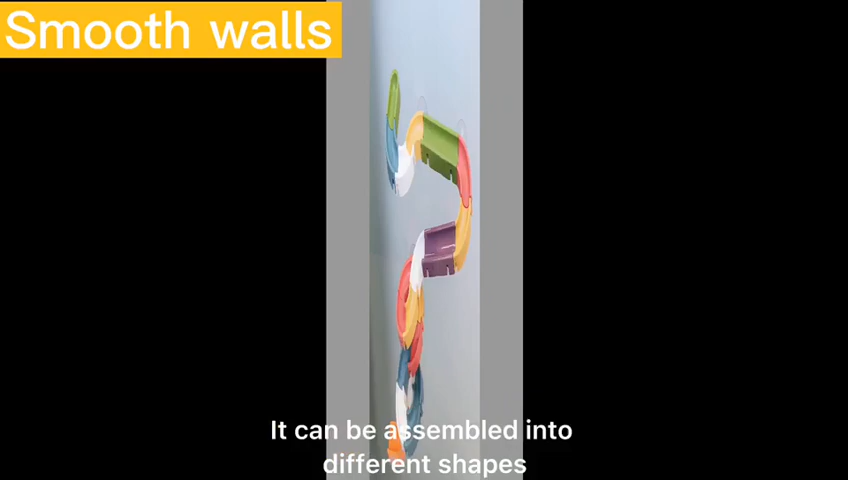 Smooth walls
It can be assembled into
different shapes